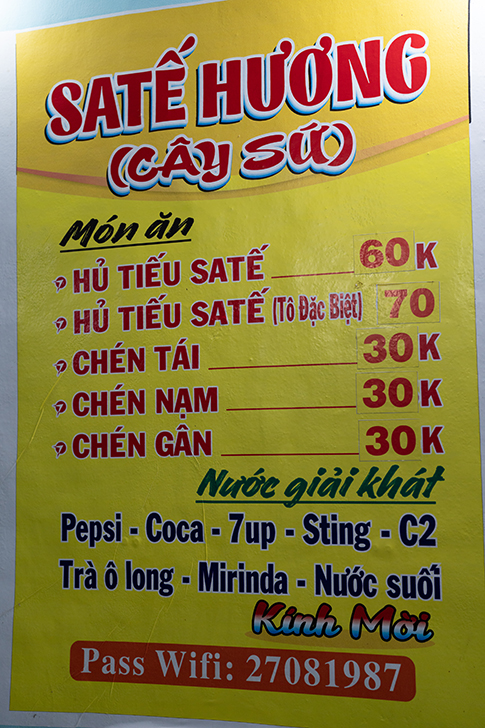 SATẾ HƯƠNG
(CÂY SỨ)
Món ăn
HỦ TIẾU SATẾ 60K
HỦ TIẾU SATẾ (Tô Đặc Biệt) 70
CHÉN TÁI 30K
CHÉN NẠM 30K
CHÉN GÂN 30K
Nước giải khát
Pepsi - Coca - 7up - Sting - C2
Trà ô long - Mirinda - Nước suối
Kính Mời
Pass Wifi: 27081987